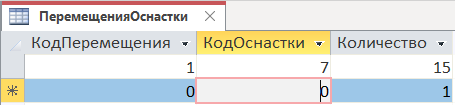 ПеремещенияОснастки
КодПеремещения КодОснастки Количество
1 7 15
0 0 1